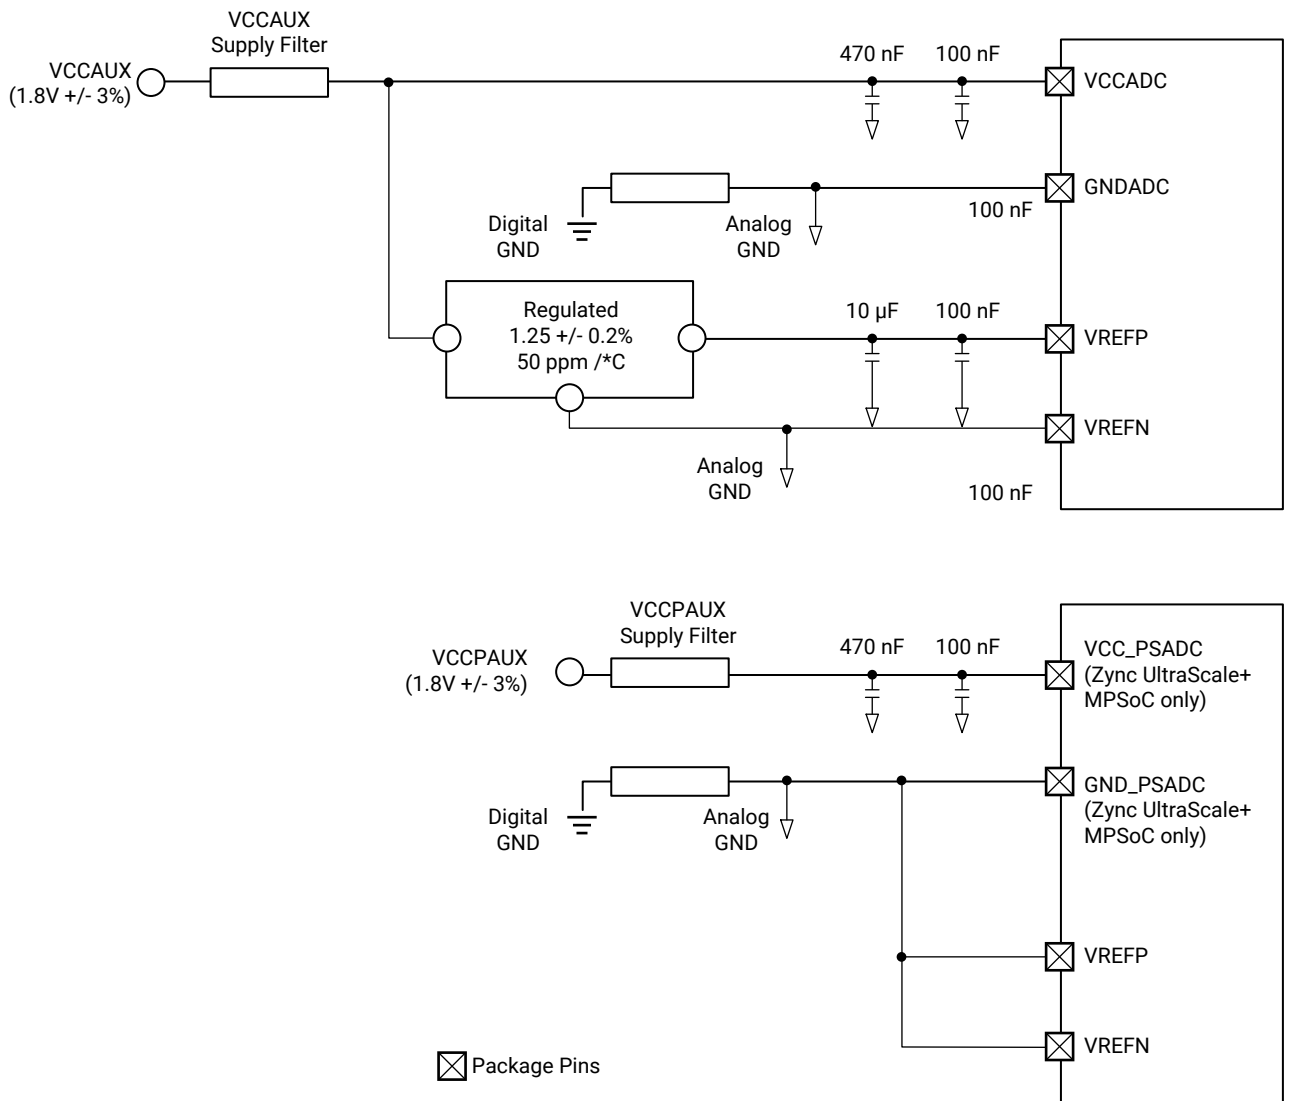 VCCAUX
Supply Filter
VCCAUX
(1.8V +/- 3%)
470 nF
100 nF
VCCADC
GNDADC
100 nF
Digital
GND
Analog
GND
Regulated
1.25 +/- 0.2%
50 ppm /*C
10 µF
100 nF
VREFP
VREFN
Analog
GND
100 nF
VCCPAUX
Supply Filter
VCCPAUX
(1.8V +/- 3%)
470 nF
100 nF
VCC_PSADC
(Zync UltraScale+
MPSoC only)
Digital
GND
Analog
GND
GND_PSADC
(Zync UltraScale+
MPSoC only)
VREFP
VREFN
Package Pins